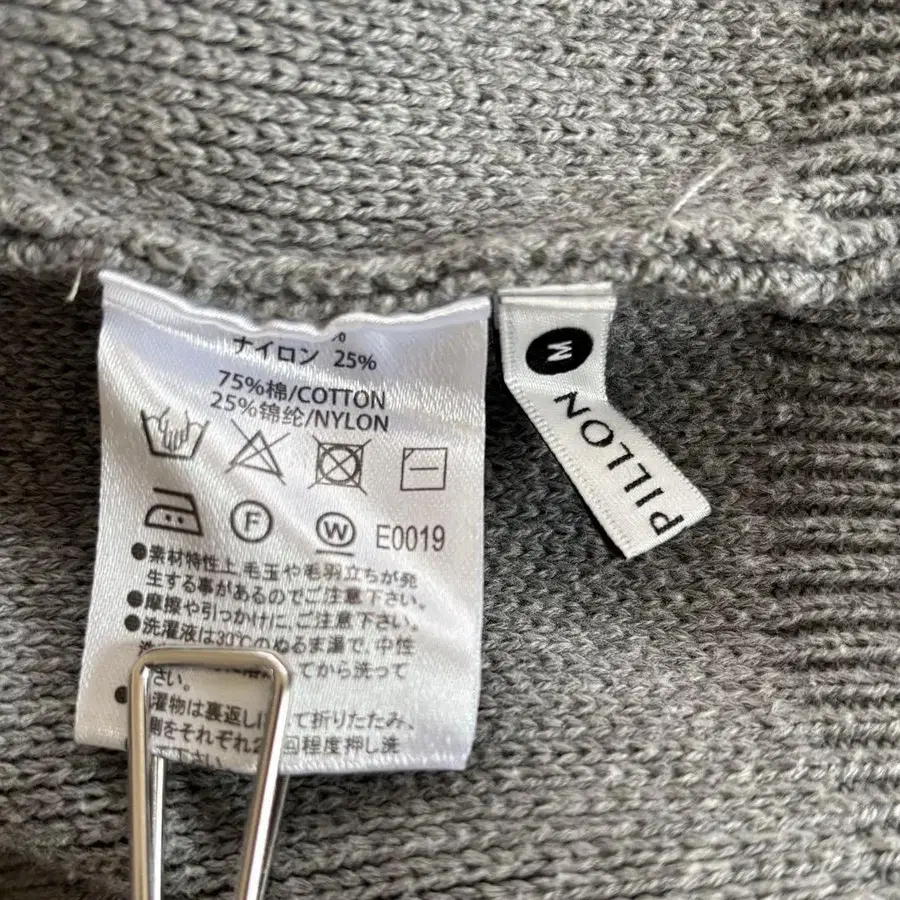 ナイロン 25%
75%棉/COTTON
25%锦纶/NYLON
F W E0019
●素材特性上、毛玉や毛羽立ちが発
生する事があるのでご注意下さい。
●摩擦や引っかけに、ご注意下さい。
●洗濯液は30℃のぬるま湯で、中性
てから洗って
さい。
濯物は裏返し て折りたたみ、
側をそれぞれ2 回程度押し洗
下さい。
M
PILLON